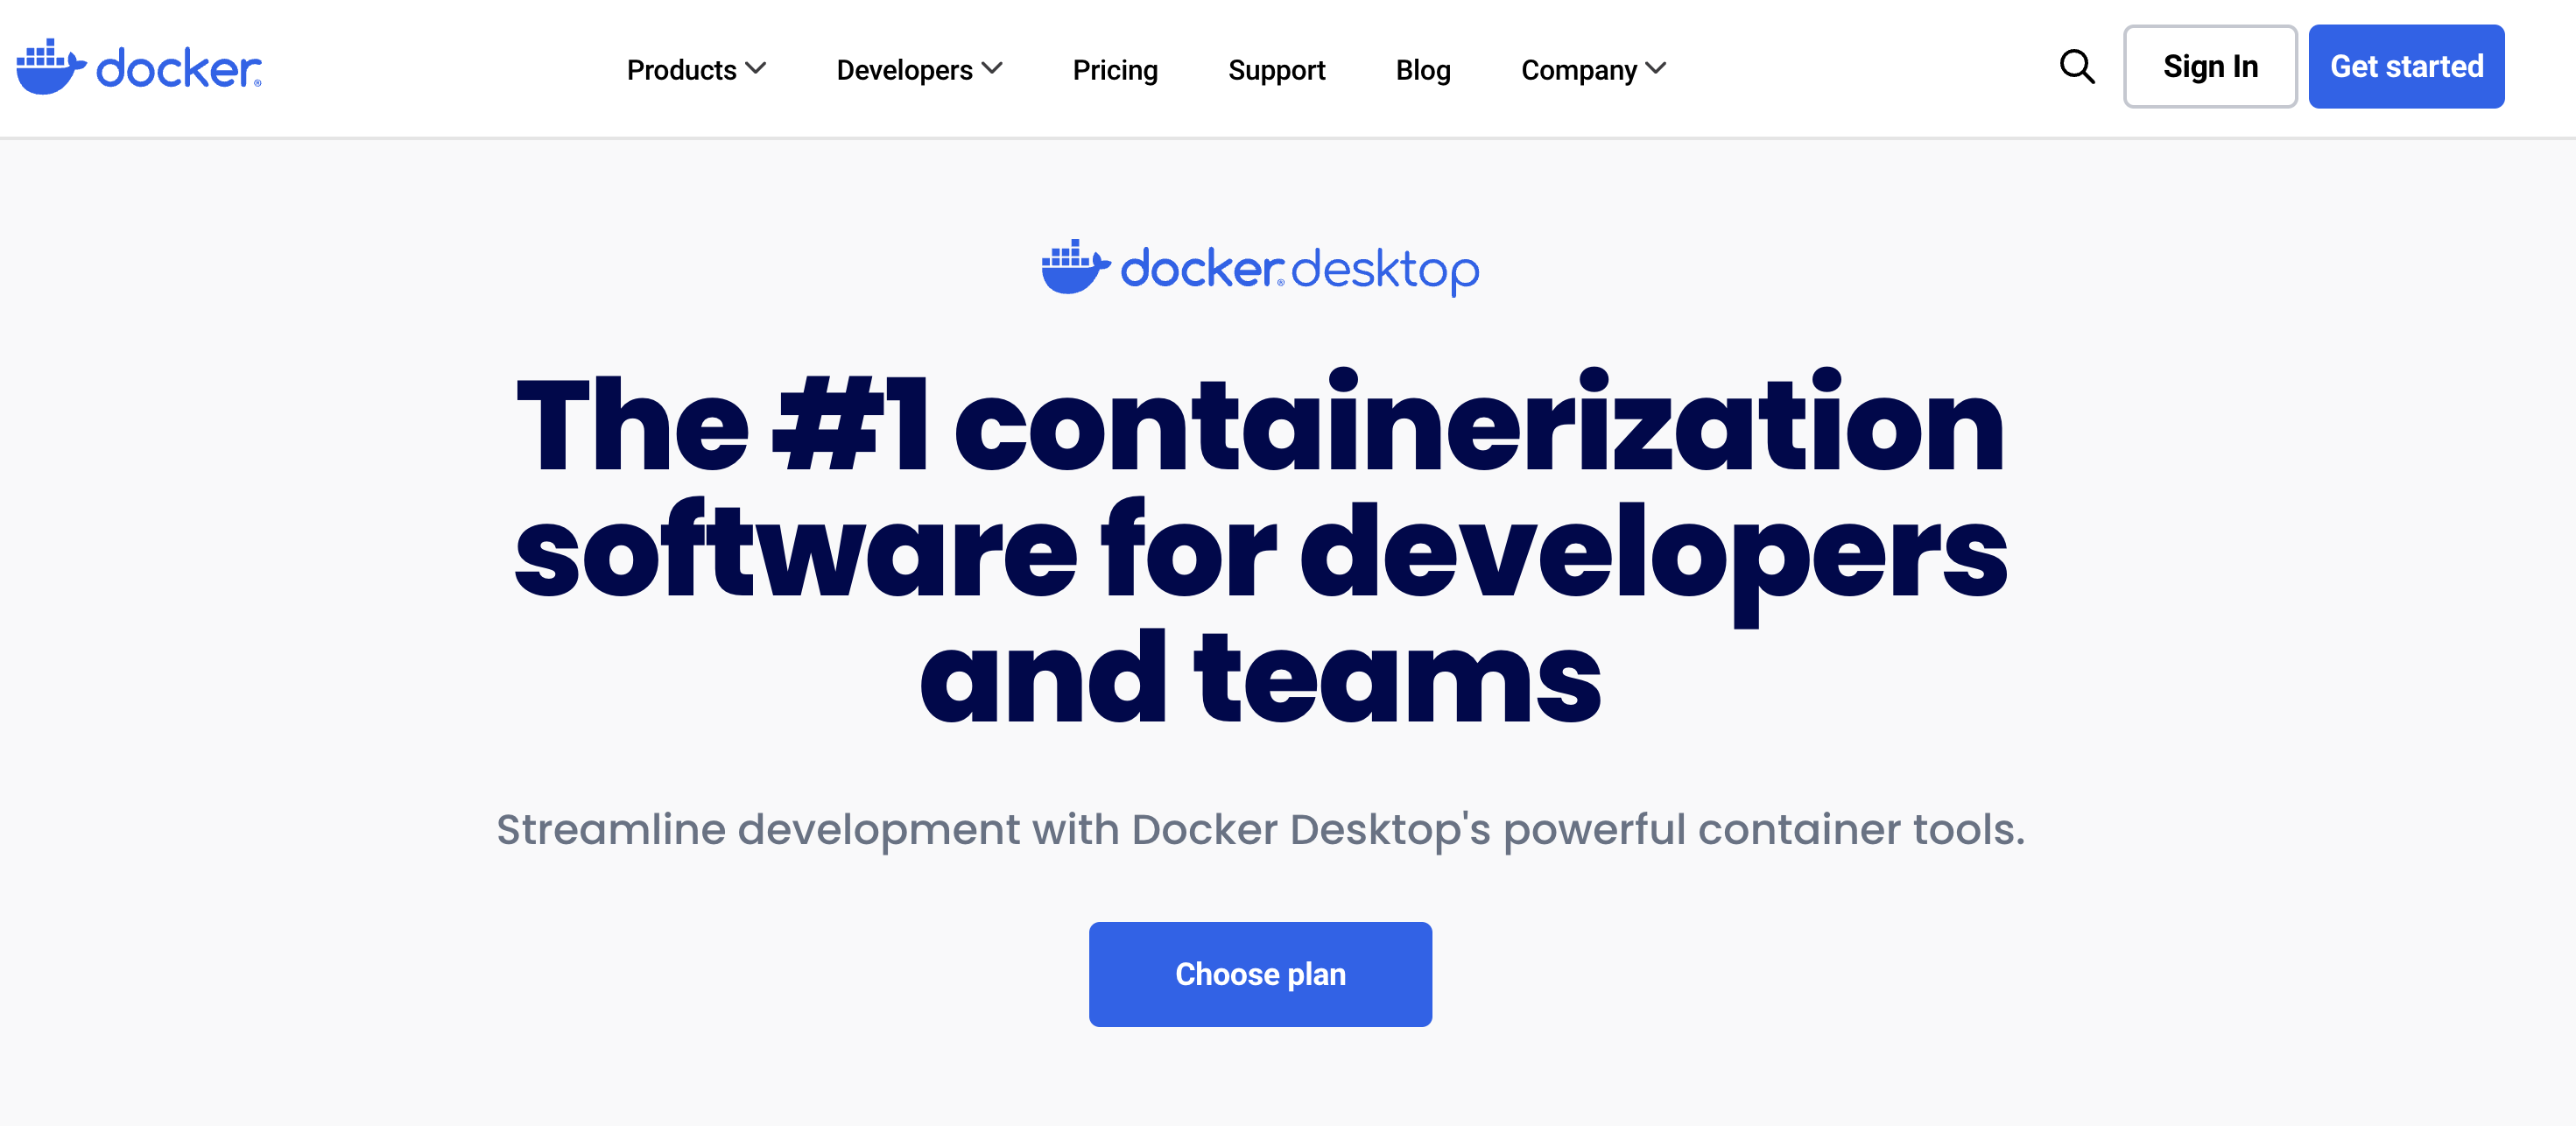 docker®
Products
Developers
Pricing
Support
Blog
Company
Sign In
Get started
docker® desktop
The #1 containerization
software for developers
and teams
Streamline development with Docker Desktop's powerful container tools.
Choose plan